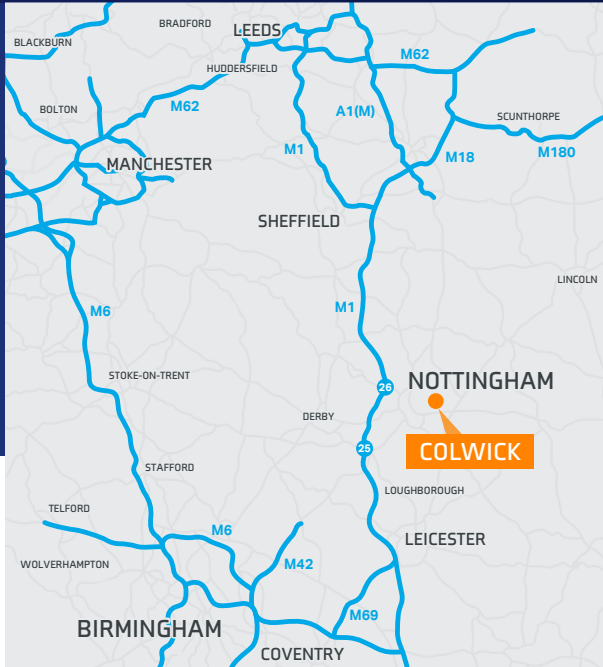 BRADFORD
LEEDS
BLACKBURN
M62
HUDDERSFIELD
M62
BOLTON
A1(M)
SCUNTHORPE
M1
M18
M180
MANCHESTER
SHEFFIELD
LINCOLN
M6
M1
STOKE-ON-TRENT
26
NOTTINGHAM
DERBY
25
COLWICK
STAFFORD
LOUGHBOROUGH
TELFORD
M6
LEICESTER
WOLVERHAMPTON
M42
M69
BIRMINGHAM
COVENTRY